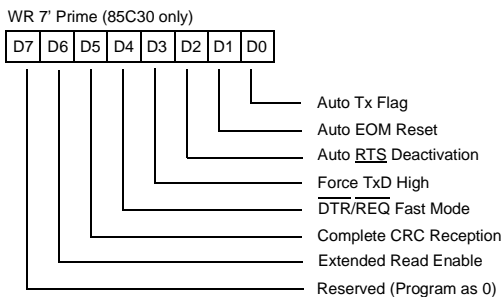 WR 7' Prime (85C30 only)
D7 D6 D5 D4 D3 D2 D1 D0
Auto Tx Flag
Auto EOM Reset
Auto RTS Deactivation
Force TxD High
DTR/REQ Fast Mode
Complete CRC Reception
Extended Read Enable
Reserved (Program as 0)